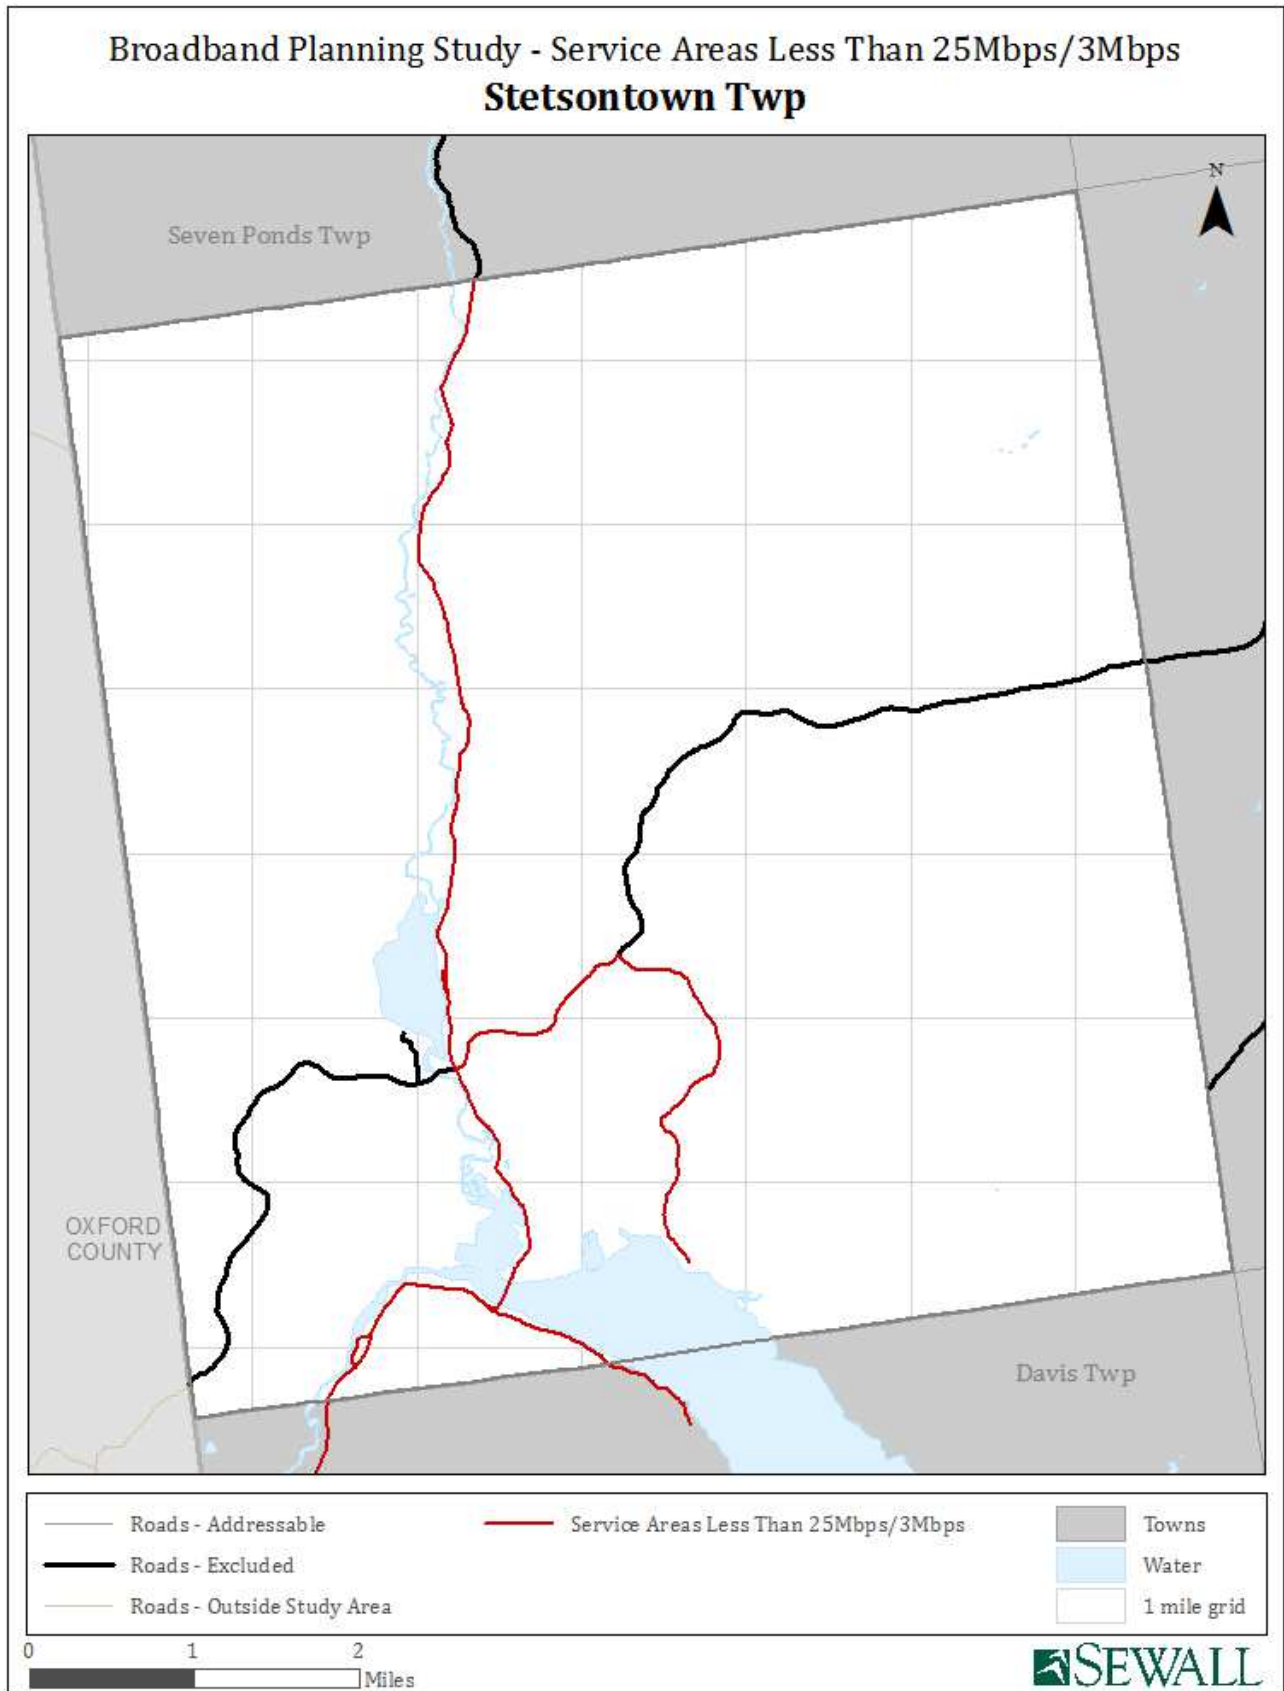 Broadband Planning Study - Service Areas Less Than 25Mbps/3Mbps
Stetsontown Twp
N
Seven Ponds Twp
OXFORD
COUNTY
Davis Twp
Roads - Addressable
Roads - Excluded
Roads - Outside Study Area
Service Areas Less Than 25Mbps/3Mbps
Towns
Water
1 mile grid
0 1 2
Miles
SEWALL